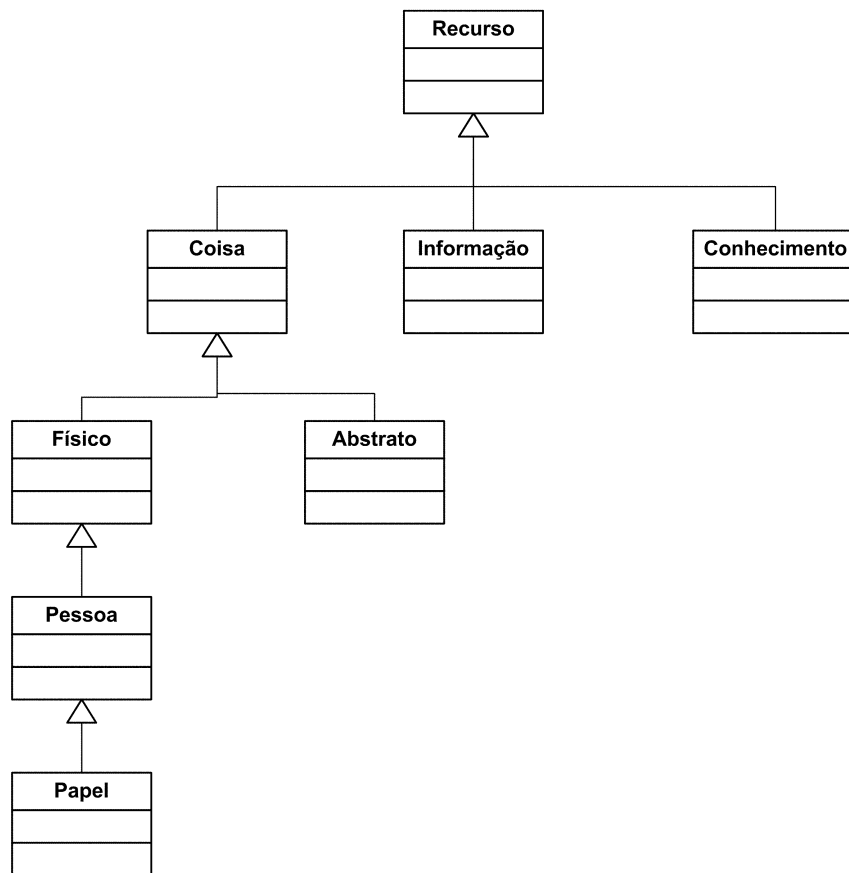 Recurso
Coisa
Informação
Conhecimento
Físico
Abstrato
Pessoa
Papel